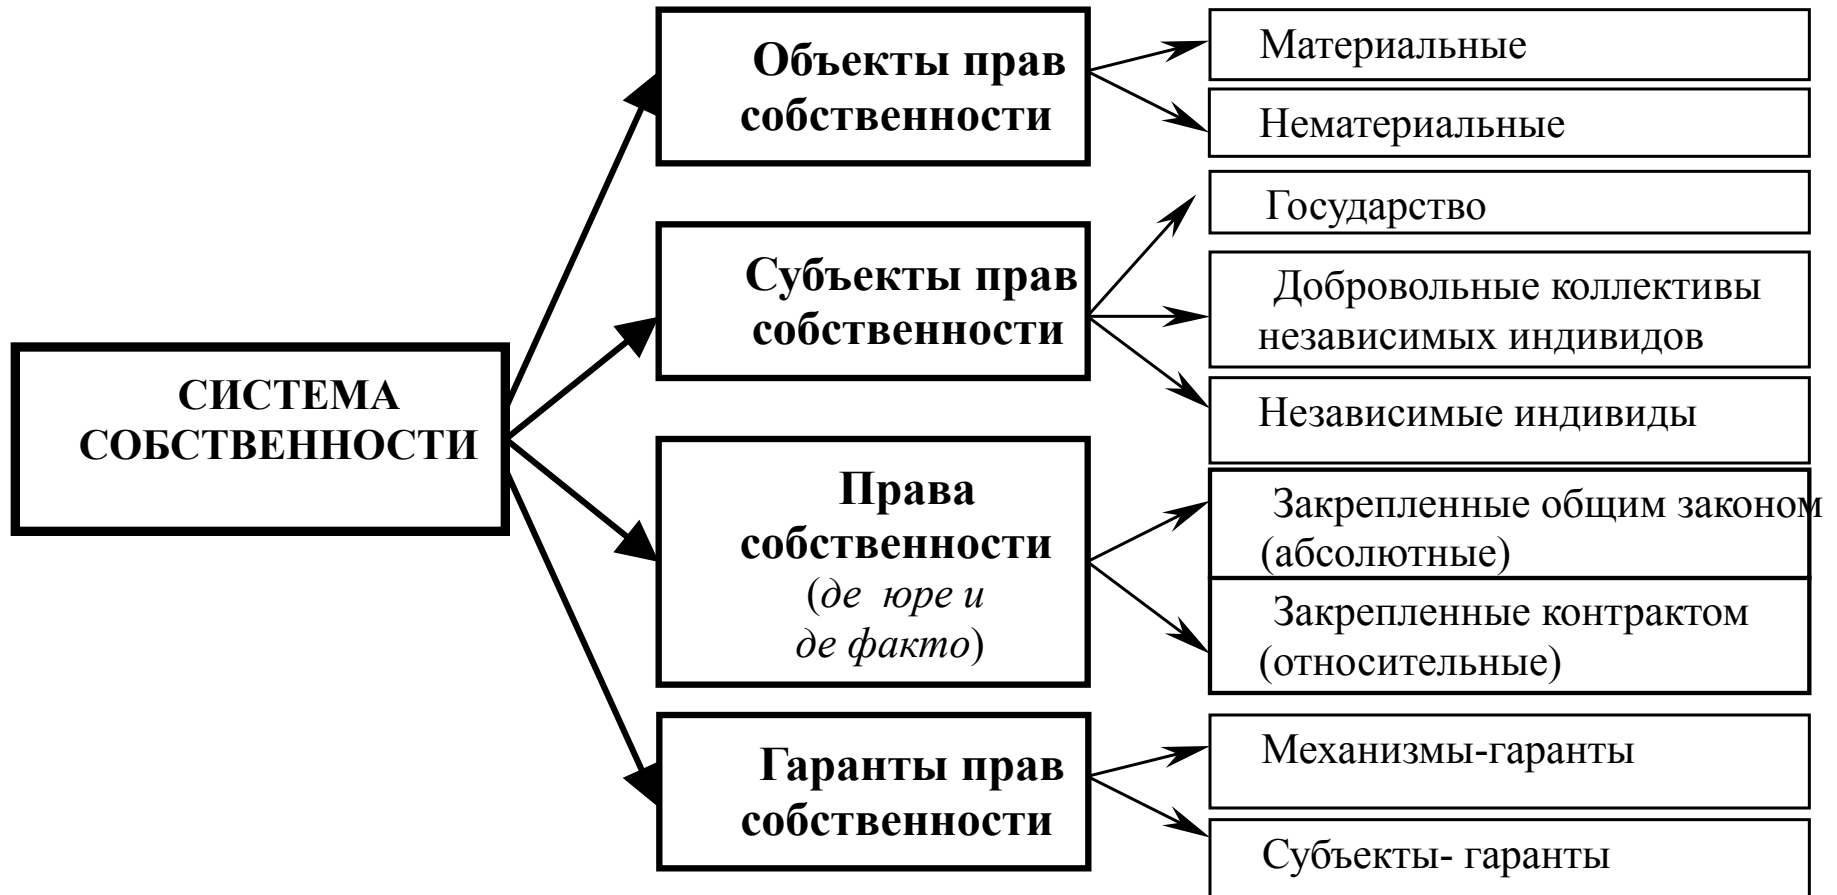 СИСТЕМА
СОБСТВЕННОСТИ
Объекты прав
собственности
Материальные
Нематериальные
Субъекты прав
собственности
Государство
Добровольные коллективы
независимых индивидов
Независимые индивиды
Права
собственности
(де юре и
де факто)
Закрепленные общим законом
(абсолютные)
Закрепленные контрактом
(относительные)
Гаранты прав
собственности
Механизмы-гаранты
Субъекты- гаранты